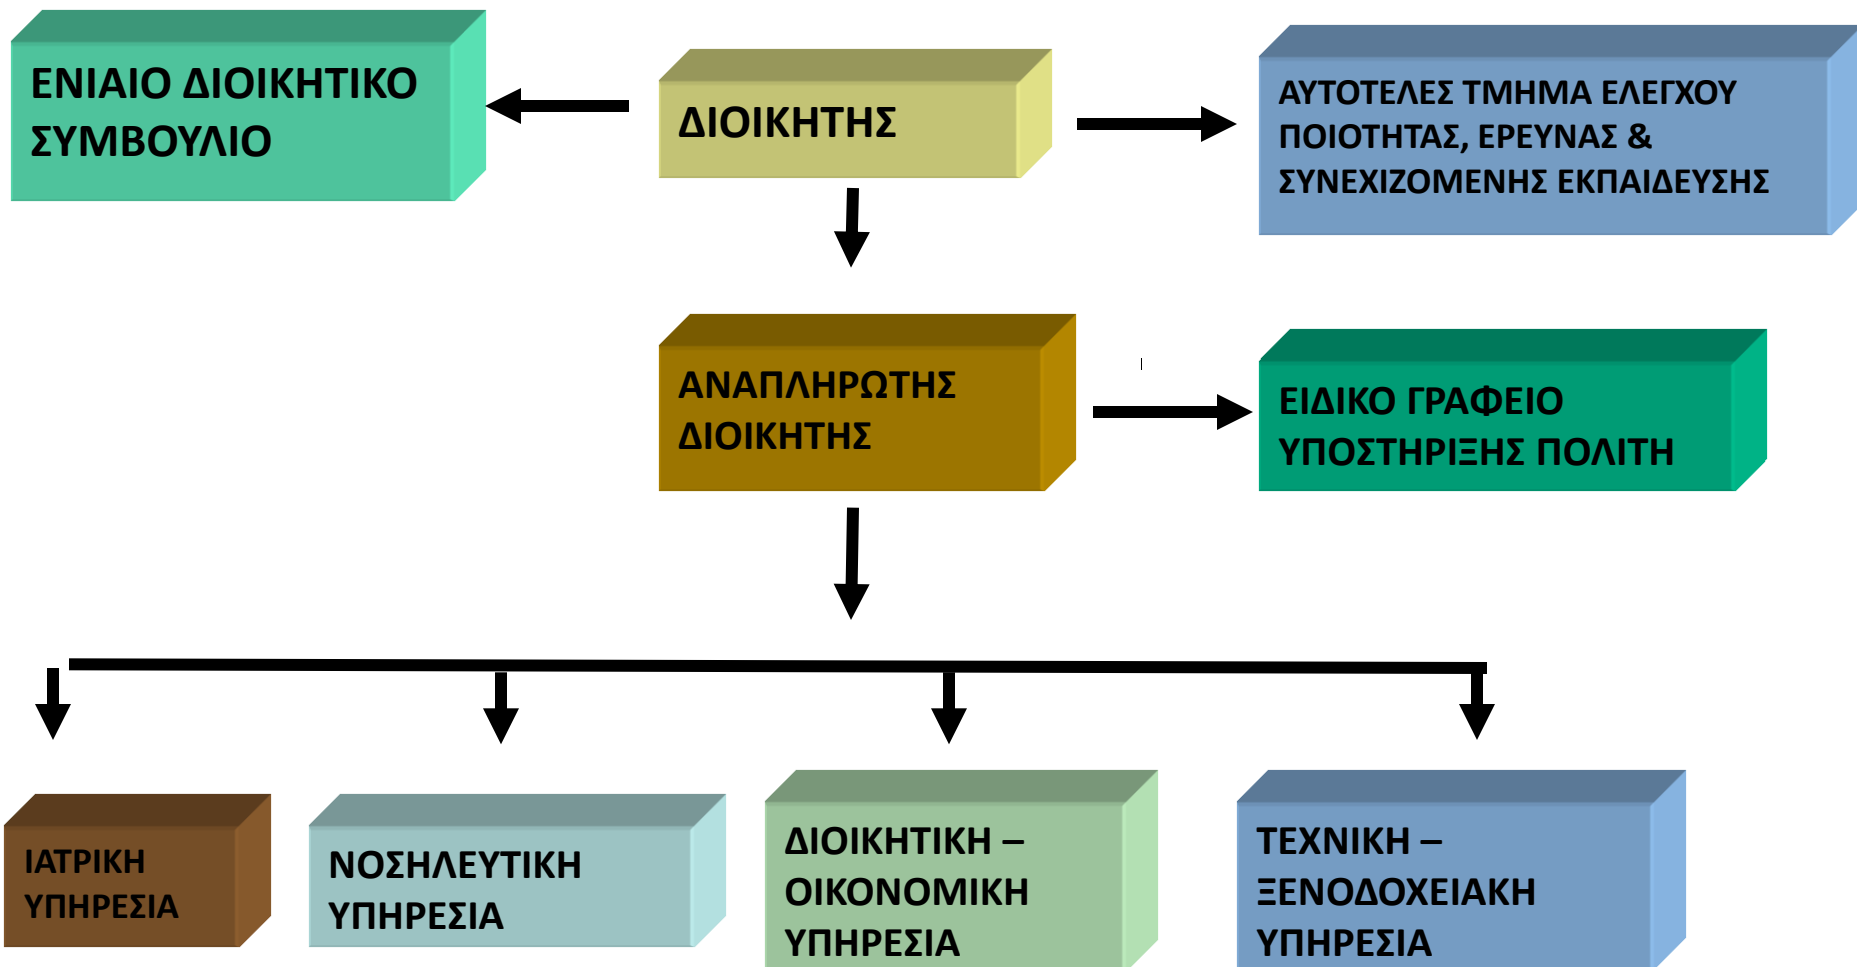 ΕΝΙΑΙΟ ΔΙΟΙΚΗΤΙΚΟ
ΣΥΜΒΟΥΛΙΟ
ΔΙΟΙΚΗΤΗΣ
ΑΥΤΟΤΕΛΕΣ ΤΜΗΜΑ ΕΛΕΓΧΟΥ
ΠΟΙΟΤΗΤΑΣ, ΕΡΕΥΝΑΣ &
ΣΥΝΕΧΙΖΟΜΕΝΗΣ ΕΚΠΑΙΔΕΥΣΗΣ
ΑΝΑΠΛΗΡΩΤΗΣ
ΔΙΟΙΚΗΤΗΣ
ΕΙΔΙΚΟ ΓΡΑΦΕΙΟ
ΥΠΟΣΤΗΡΙΞΗΣ ΠΟΛΙΤΗ
ΙΑΤΡΙΚΗ
ΥΠΗΡΕΣΙΑ
ΝΟΣΗΛΕΥΤΙΚΗ
ΥΠΗΡΕΣΙΑ
ΔΙΟΙΚΗΤΙΚΗ –
ΟΙΚΟΝΟΜΙΚΗ
ΥΠΗΡΕΣΙΑ
ΤΕΧΝΙΚΗ –
ΞΕΝΟΔΟΧΕΙΑΚΗ
ΥΠΗΡΕΣΙΑ